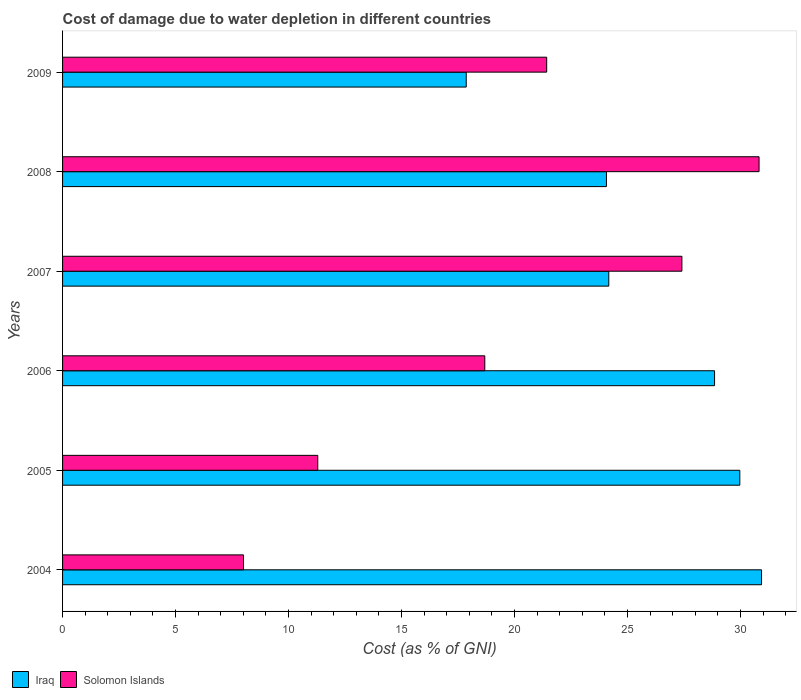 Cost of damage due to water depletion in different countries
2009
2008
2007
2006
2005
2004
Years
0
5
10
15
20
25
30
Cost (as % of GNI)
Iraq
Solomon Islands